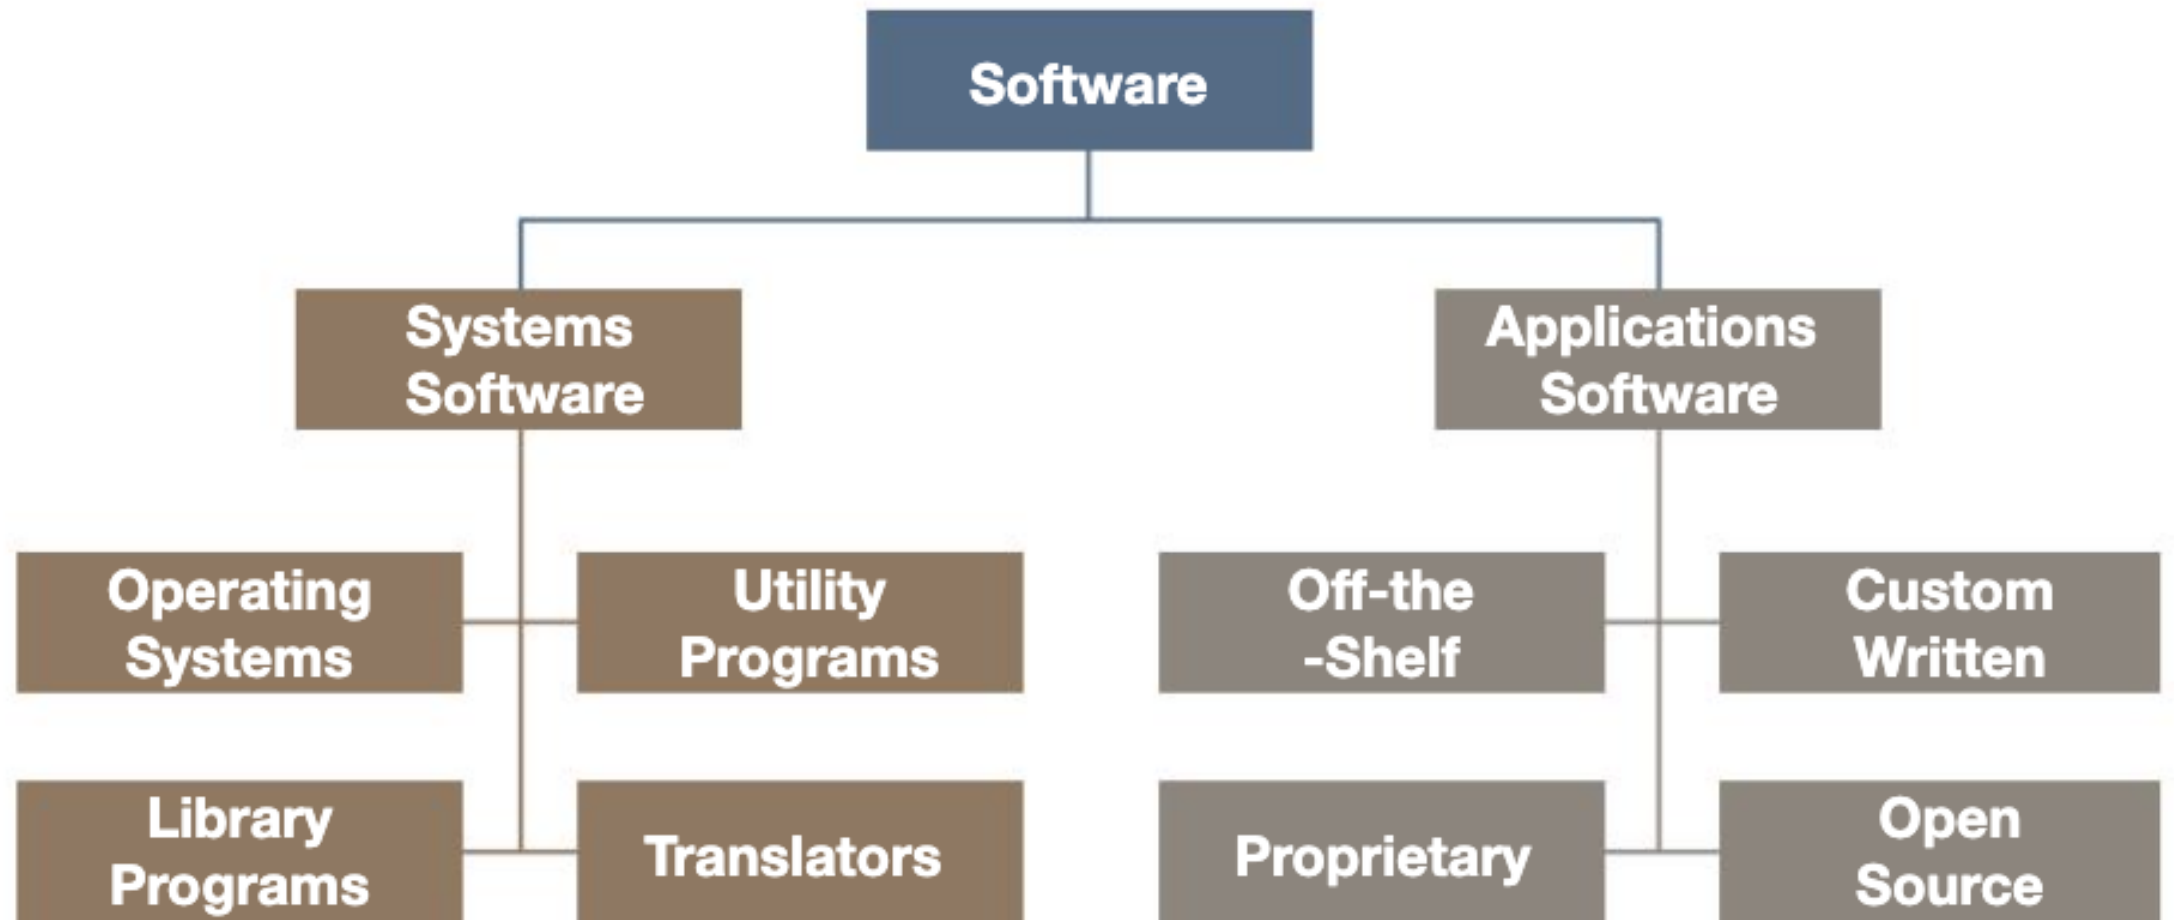 Software
Systems
Software
Applications
Software
Operating
Systems
Utility
Programs
Off-the
-Shelf
Custom
Written
Library
Programs
Translators
Proprietary
Open
Source